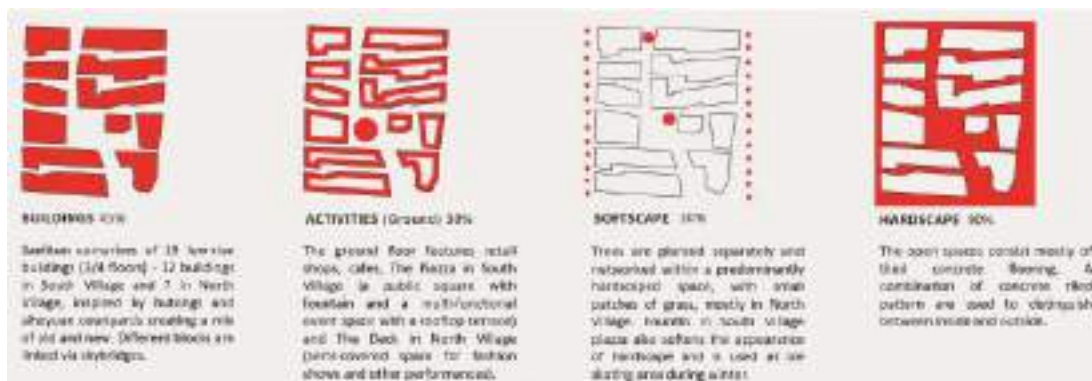 BUILDINGS 45%
Sanlitun comprises of 19 low-rise
buildings (3/4 floors) - 12 buildings
in South Village and 7 in North
Village, inspired by hutongs and
siheyuan courtyards creating a mix
of old and new. Different blocks are
linked via skybridges.
ACTIVITIES (Ground) 30%
The ground floor features retail
shops, cafes, The Piazza in South
Village (a public square with
fountain and a multi-functional
event space with a rooftop terrace)
and The Deck in North Village
(semi-covered space for fashion
shows and other performances).
SOFTSCAPE 10%
Trees are planted separately and
networked within a predominantly
hardscaped space, with small
patches of grass, mostly in North
Village. Fountain in South Village
plaza also softens the appearance
of hardscape and is used as ice
skating area during winter.
HARDSCAPE 90%
The open spaces consist mostly of
tiled concrete flooring. A
combination of concrete tiled
pattern are used to distinguish
between inside and outside.